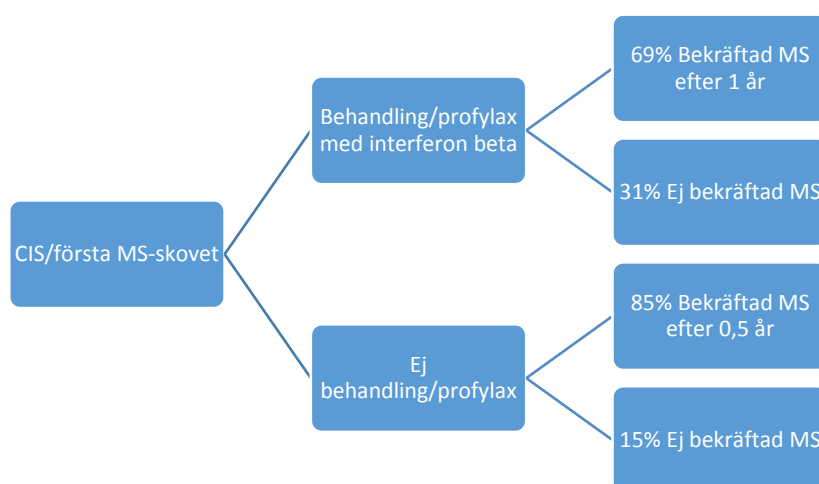 CIS/första MS-skovet
Behandling/profylax
med interferon beta
69% Bekräftad MS
efter 1 år
31% Ej bekräftad MS
Ej
behandling/profylax
85% Bekräftad MS
efter 0,5 år
15% Ej bekräftad MS